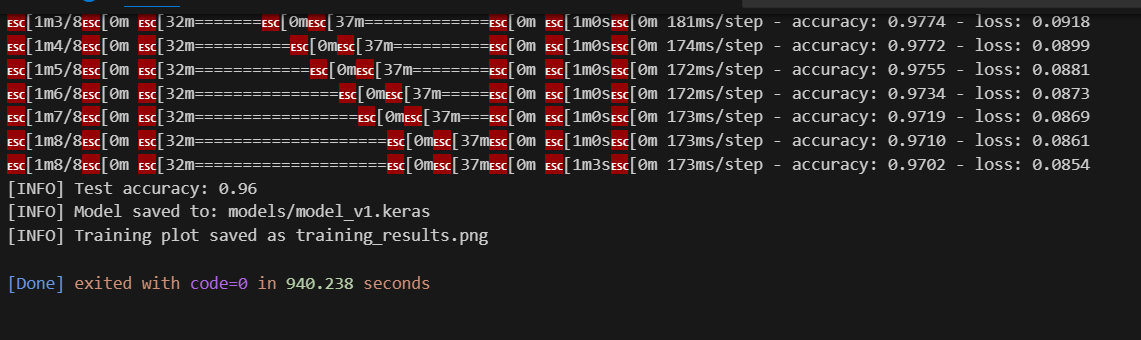 ESC[1m3/8ESC[0m ESC[32m=======ESC[0mESC[37m=============ESC[0m ESC[1m0sESC[0m 181ms/step - accuracy: 0.9774 - loss: 0.0918
ESC[1m4/8ESC[0m ESC[32m==========ESC[0mESC[37m==========ESC[0m ESC[1m0sESC[0m 174ms/step - accuracy: 0.9772 - loss: 0.0899
ESC[1m5/8ESC[0m ESC[32m============ESC[0mESC[37m========ESC[0m ESC[1m0sESC[0m 172ms/step - accuracy: 0.9755 - loss: 0.0881
ESC[1m6/8ESC[0m ESC[32m===============ESC[0mESC[37m=====ESC[0m ESC[1m0sESC[0m 172ms/step - accuracy: 0.9734 - loss: 0.0873
ESC[1m7/8ESC[0m ESC[32m=================ESC[0mESC[37m===ESC[0m ESC[1m0sESC[0m 173ms/step - accuracy: 0.9719 - loss: 0.0869
ESC[1m8/8ESC[0m ESC[32m====================ESC[0mESC[37mESC[0m ESC[1m0sESC[0m 173ms/step - accuracy: 0.9710 - loss: 0.0861
ESC[1m8/8ESC[0m ESC[32m====================ESC[0mESC[37mESC[0m ESC[1m3sESC[0m 173ms/step - accuracy: 0.9702 - loss: 0.0854
[INFO] Test accuracy: 0.96
[INFO] Model saved to: models/model_v1.keras
[INFO] Training plot saved as training_results.png
[Done] exited with code=0 in 940.238 seconds